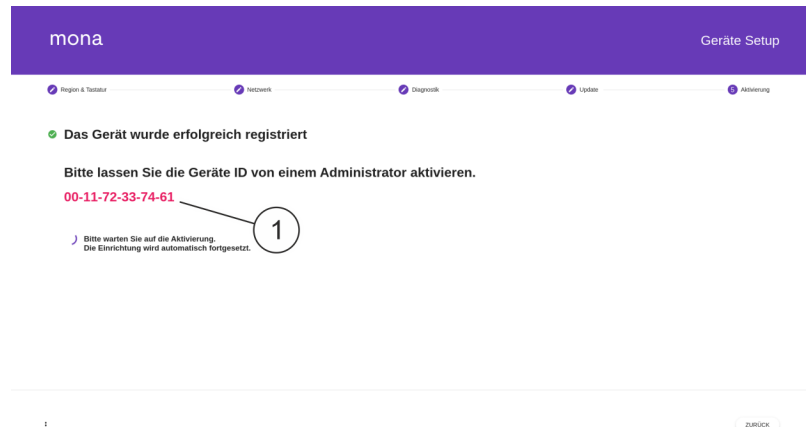 mona
Geräte Setup
Region & Tastatur
Netzwerk
Diagnostik
Update
5 Aktivierung
Das Gerät wurde erfolgreich registriert
Bitte lassen Sie die Geräte ID von einem Administrator aktivieren.
00-11-72-33-74-61
1
Bitte warten Sie auf die Aktivierung.
Die Einrichtung wird automatisch fortgesetzt.
ZURÜCK